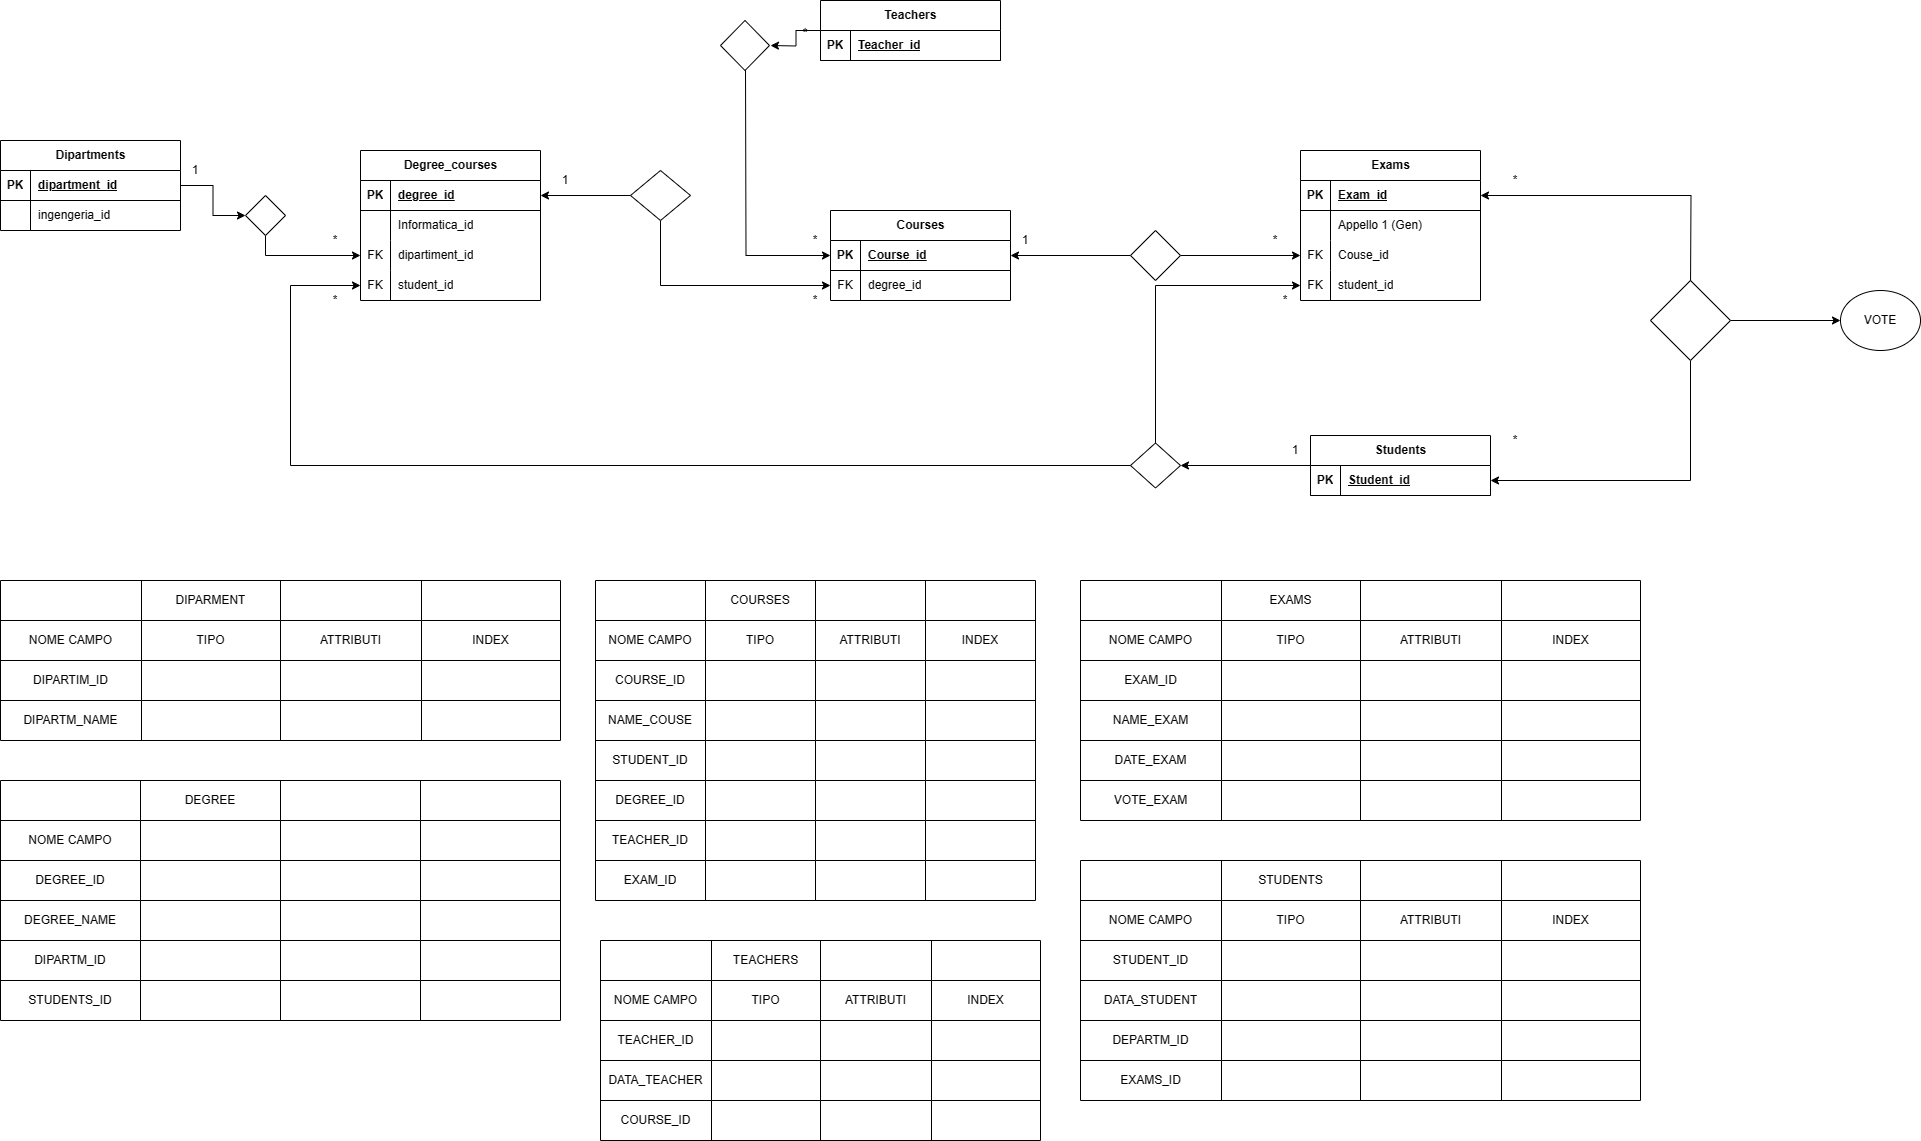 Teachers
PK Teacher_id
*
Dipartments
PK dipartment_id
ingengeria_id
1
*
Degree_courses
PK degree_id
Informatica_id
FK dipartiment_id
FK student_id
*
1
*
Courses
PK Course_id
FK degree_id
*
1
*
Exams
PK Exam_id
Appello 1 (Gen)
FK Couse_id
FK student_id
*
*
VOTE
1
Students
PK Student_id
*
DIPARMENT
NOME CAMPO TIPO ATTRIBUTI INDEX
DIPARTIM_ID
DIPARTM_NAME
DEGREE
NOME CAMPO
DEGREE_ID
DEGREE_NAME
DIPARTM_ID
STUDENTS_ID
COURSES
NOME CAMPO TIPO ATTRIBUTI INDEX
COURSE_ID
NAME_COUSE
STUDENT_ID
DEGREE_ID
TEACHER_ID
EXAM_ID
TEACHERS
NOME CAMPO TIPO ATTRIBUTI INDEX
TEACHER_ID
DATA_TEACHER
COURSE_ID
EXAMS
NOME CAMPO TIPO ATTRIBUTI INDEX
EXAM_ID
NAME_EXAM
DATE_EXAM
VOTE_EXAM
STUDENTS
NOME CAMPO TIPO ATTRIBUTI INDEX
STUDENT_ID
DATA_STUDENT
DEPARTM_ID
EXAMS_ID